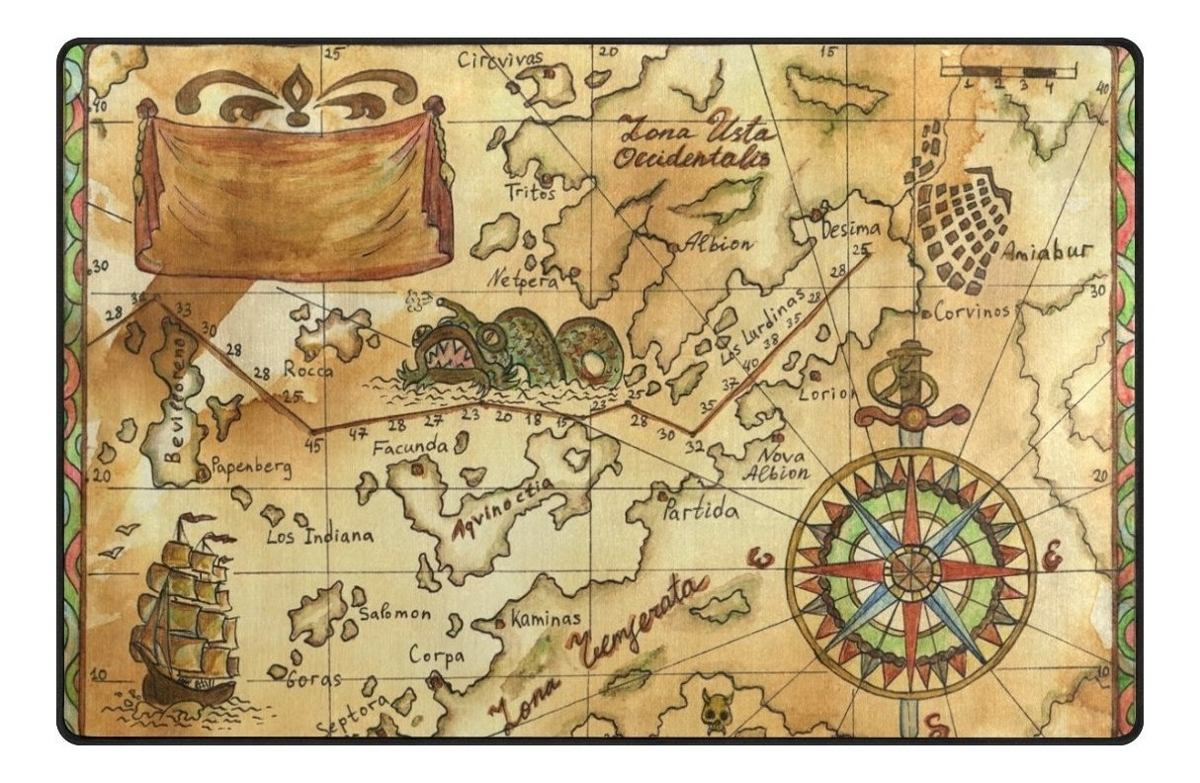 25
20
15
Circvivas
1 2 3 4
40
40
Zona Usta
Occidentalis
Tritos
Desima
Albion
Amiabur
25
30
Netpera
28
30
28
33
30
Corvinos
28
Las Lurdinas
35
28
38
40
Rocca
28
37
Lorion
25
23
25
35
45
47
28
27
23
20
18
15
28
30
32
Bevireorena
Facunda
Nova
Albion
Papenberg
20
20
Aqvinoctia
Partida
Los Indiana
Ɛ
Salomon
Kaminas
Zona Temperata
Corpa
Goras
10
10
Septora
S